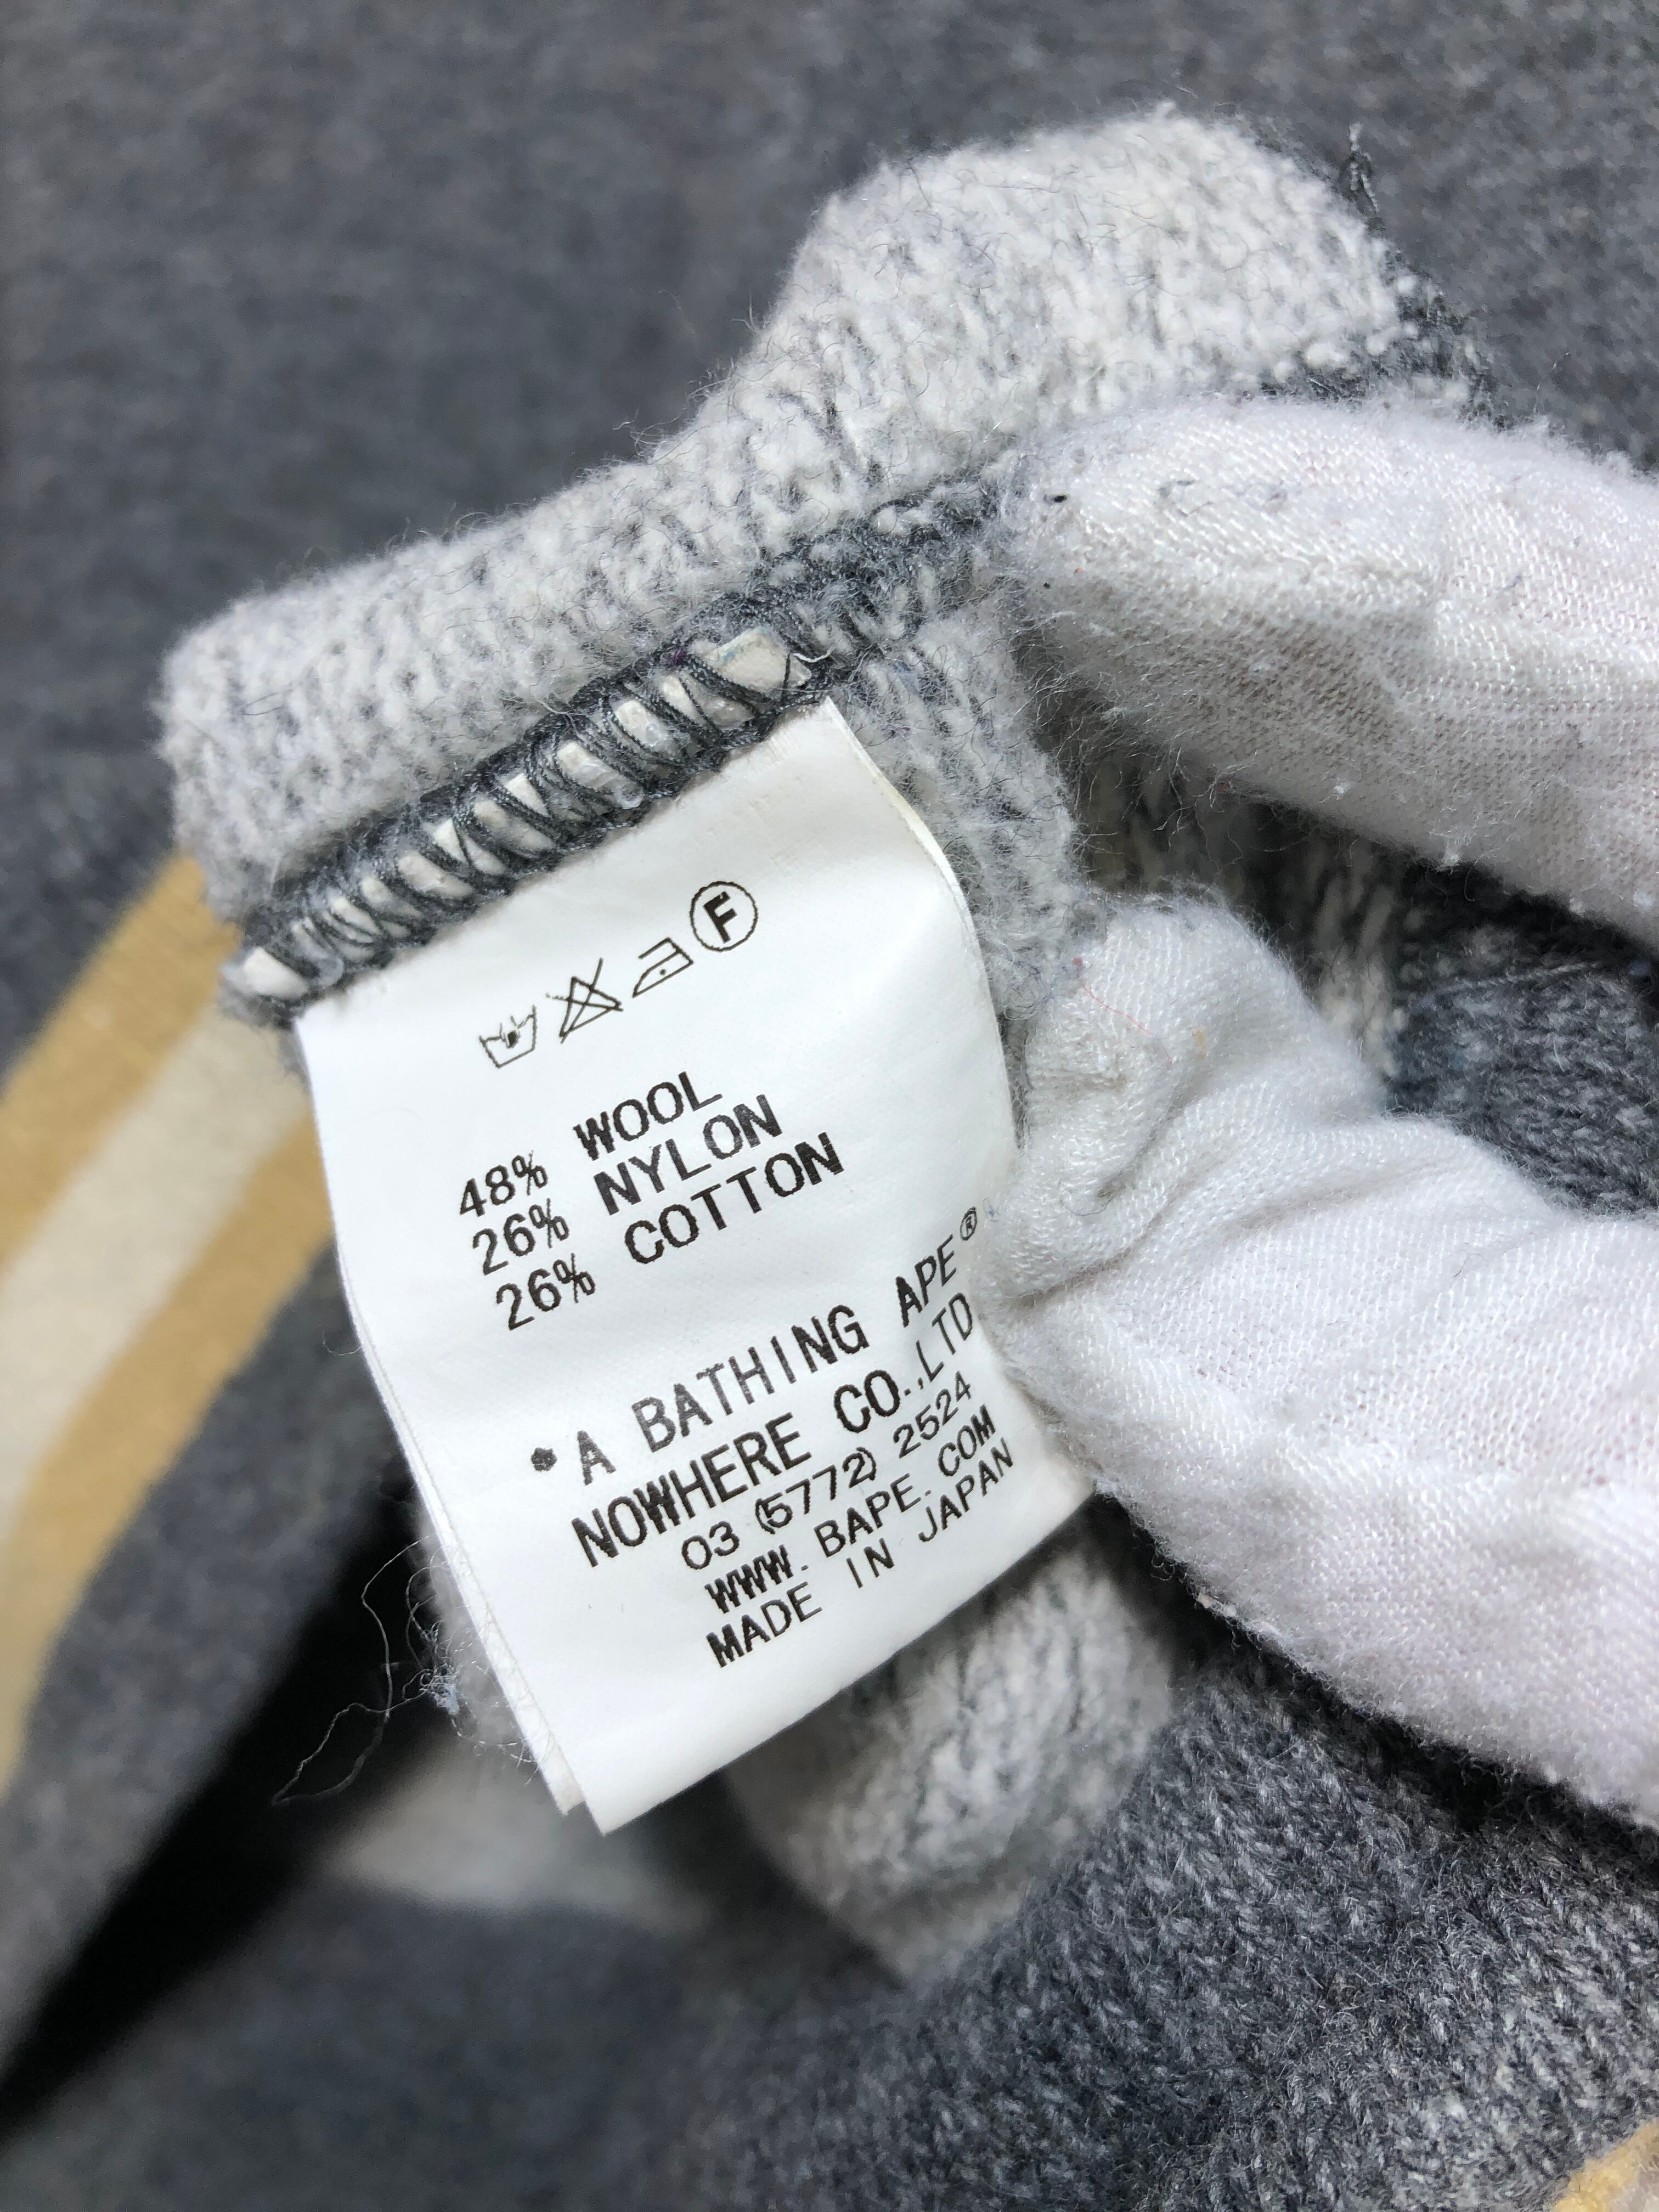 F
48% WOOL
26% NYLON
26% COTTON
•A BATHING APE®
NOWHERE CO.,LTD
03 (5772) 2524
WWW. BAPE. COM
MADE IN JAPAN